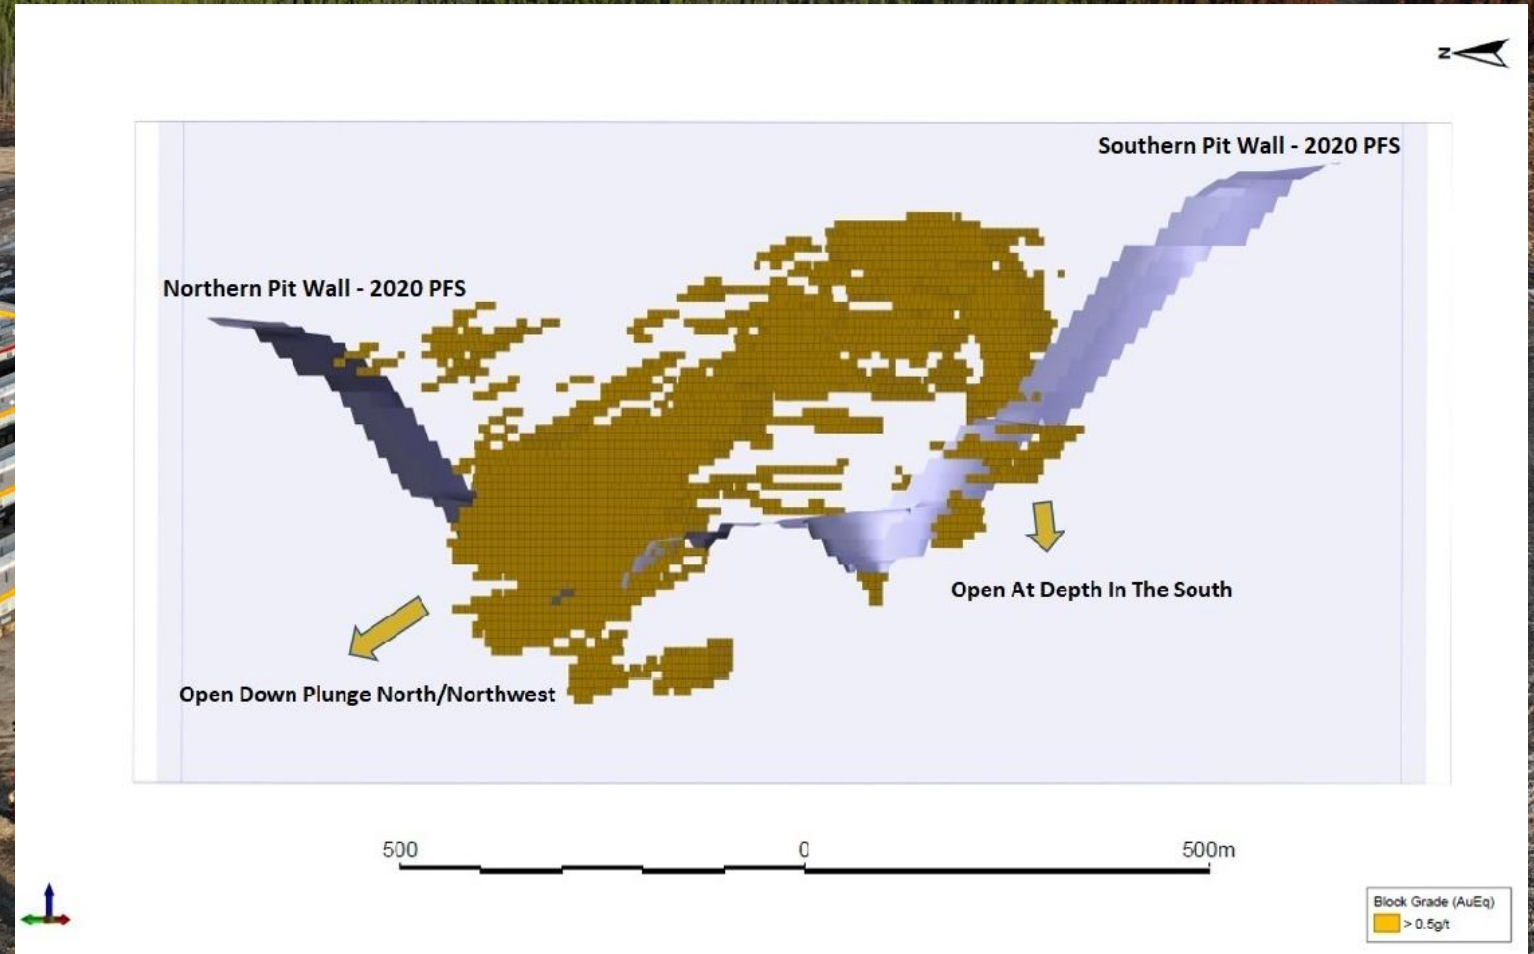 N
Southern Pit Wall - 2020 PFS
Northern Pit Wall - 2020 PFS
Open At Depth In The South
Open Down Plunge North/Northwest
500 0 500m
Block Grade (AuEq)
> 0.5g/t